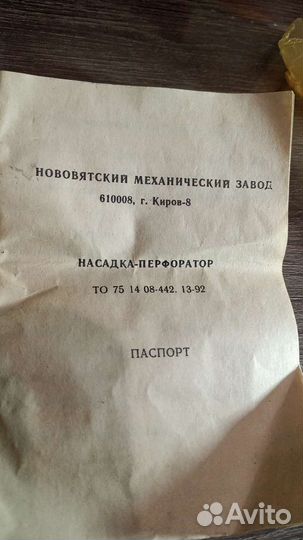 НОВОВЯТСКИЙ МЕХАНИЧЕСКИЙ ЗАВОД
610008, г. Киров-8
НАСАДКА-ПЕРФОРАТОР
ТО 75 14 08-442. 13-92
ПАСПОРТ
Avito